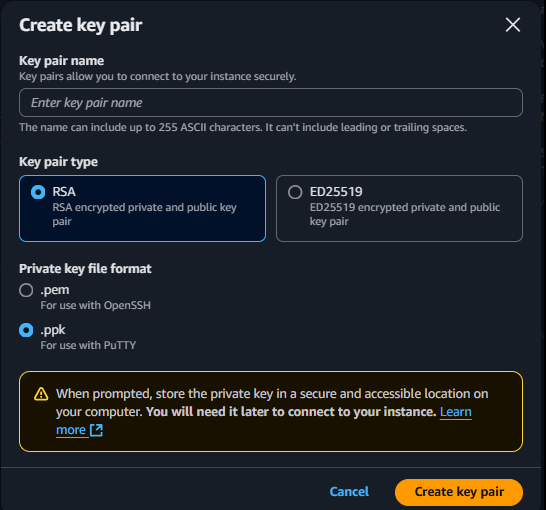 Create key pair
Key pair name
Key pairs allow you to connect to your instance securely.
Enter key pair name
The name can include up to 255 ASCII characters. It can't include leading or trailing spaces.
Key pair type
RSA
RSA encrypted private and public key
pair
ED25519
ED25519 encrypted private and public
key pair
Private key file format
.pem
For use with OpenSSH
.ppk
For use with PuTTY
When prompted, store the private key in a secure and accessible location on
your computer. You will need it later to connect to your instance. Learn
more
Cancel
Create key pair